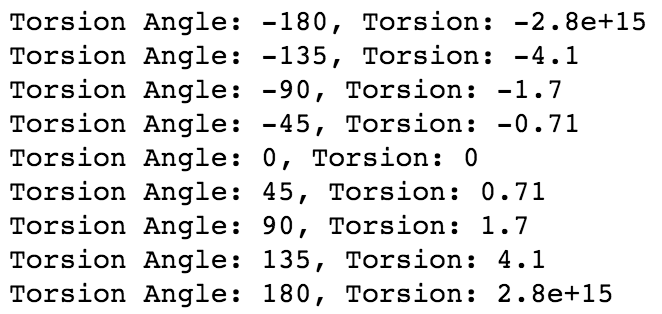 Torsion Angle: -180, Torsion: -2.8e+15
Torsion Angle: -135, Torsion: -4.1
Torsion Angle: -90, Torsion: -1.7
Torsion Angle: -45, Torsion: -0.71
Torsion Angle: 0, Torsion: 0
Torsion Angle: 45, Torsion: 0.71
Torsion Angle: 90, Torsion: 1.7
Torsion Angle: 135, Torsion: 4.1
Torsion Angle: 180, Torsion: 2.8e+15